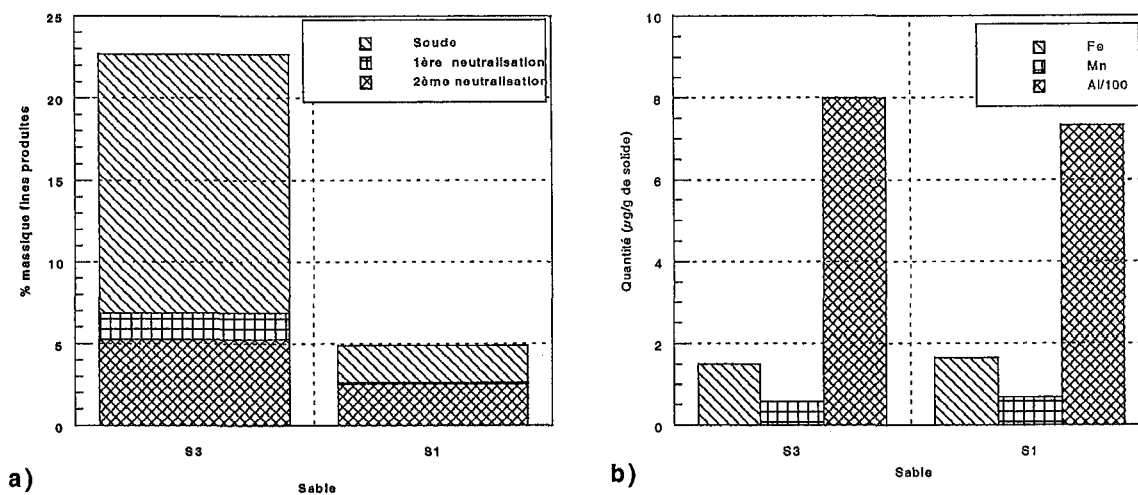 25
20
15
10
5
0
% massique fines produites
Soude
1ère neutralisation
2ème neutralisation
S3
S1
Sable
a)
10
8
6
4
2
0
Quantité (µg/g de solide)
Fe
Mn
Al/100
S3
S1
Sable
b)